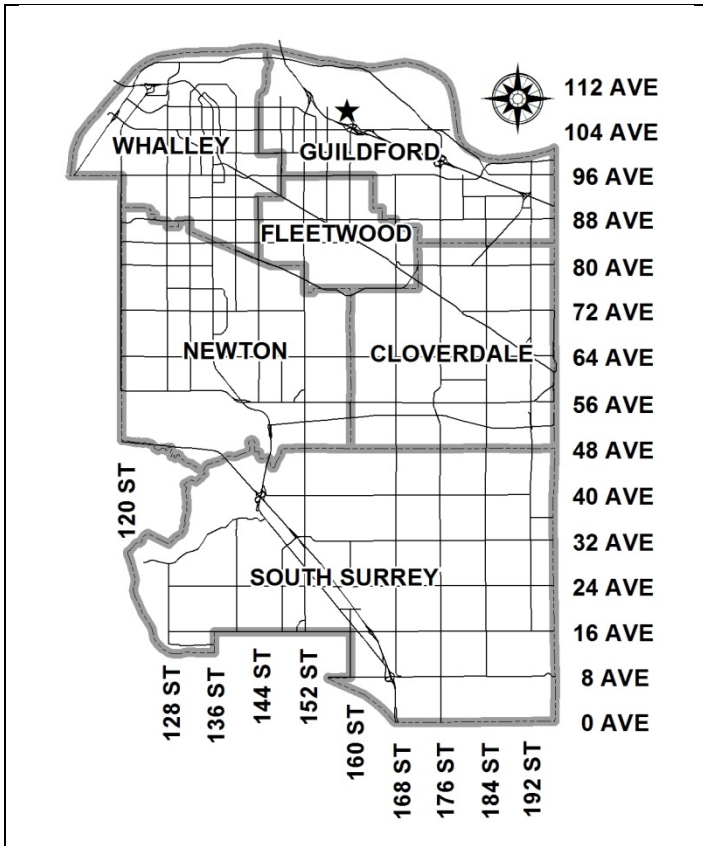 112 AVE
104 AVE
WHALLEY
GUILDFORD
96 AVE
88 AVE
FLEETWOOD
80 AVE
72 AVE
NEWTON
CLOVERDALE
64 AVE
56 AVE
48 AVE
120 ST
40 AVE
32 AVE
SOUTH SURREY
24 AVE
16 AVE
128 ST
136 ST
144 ST
152 ST
160 ST
8 AVE
0 AVE
168 ST
176 ST
184 ST
192 ST